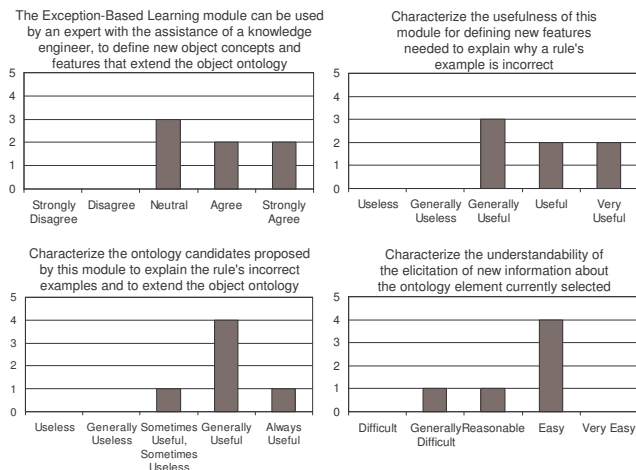 The Exception-Based Learning module can be used
by an expert with the assistance of a knowledge
engineer, to define new object concepts and
features that extend the object ontology
5
4
3
2
1
0
Strongly Disagree
Disagree
Neutral
Agree
Strongly Agree
Characterize the usefulness of this
module for defining new features
needed to explain why a rule's
example is incorrect
5
4
3
2
1
0
Useless
Generally Useless
Generally Useful
Useful
Very Useful
Characterize the ontology candidates proposed
by this module to explain the rule's incorrect
examples and to extend the object ontology
5
4
3
2
1
0
Useless
Generally Useless
Sometimes Useful, Sometimes Useless
Generally Useful
Always Useful
Characterize the understandability of
the elicitation of new information about
the ontology element currently selected
5
4
3
2
1
0
Difficult
Generally Difficult
Reasonable
Easy
Very Easy